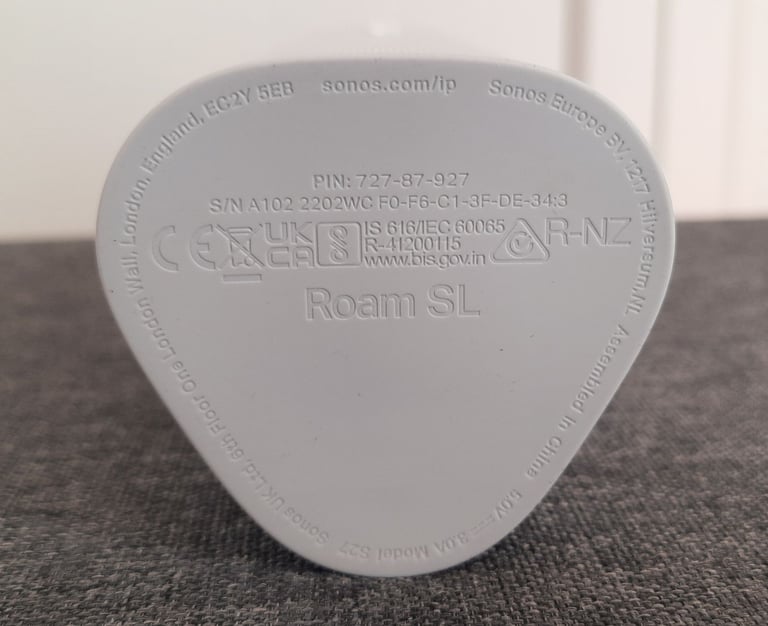 sonos.com/ip
Sonos Europe BV, 1217 Hilversum, NL Assembled in China 5.0V⎓3.0A Model S27 Sonos UK Ltd, 6th Floor One London Wall, London, England, EC2Y 5EB
PIN: 727-87-927
S/N A102 2202WC F0-F6-C1-3F-DE-34:3
CE UK CA IS 616/IEC 60065 R-NZ
R-41200115
www.bis.gov.in
Roam SL